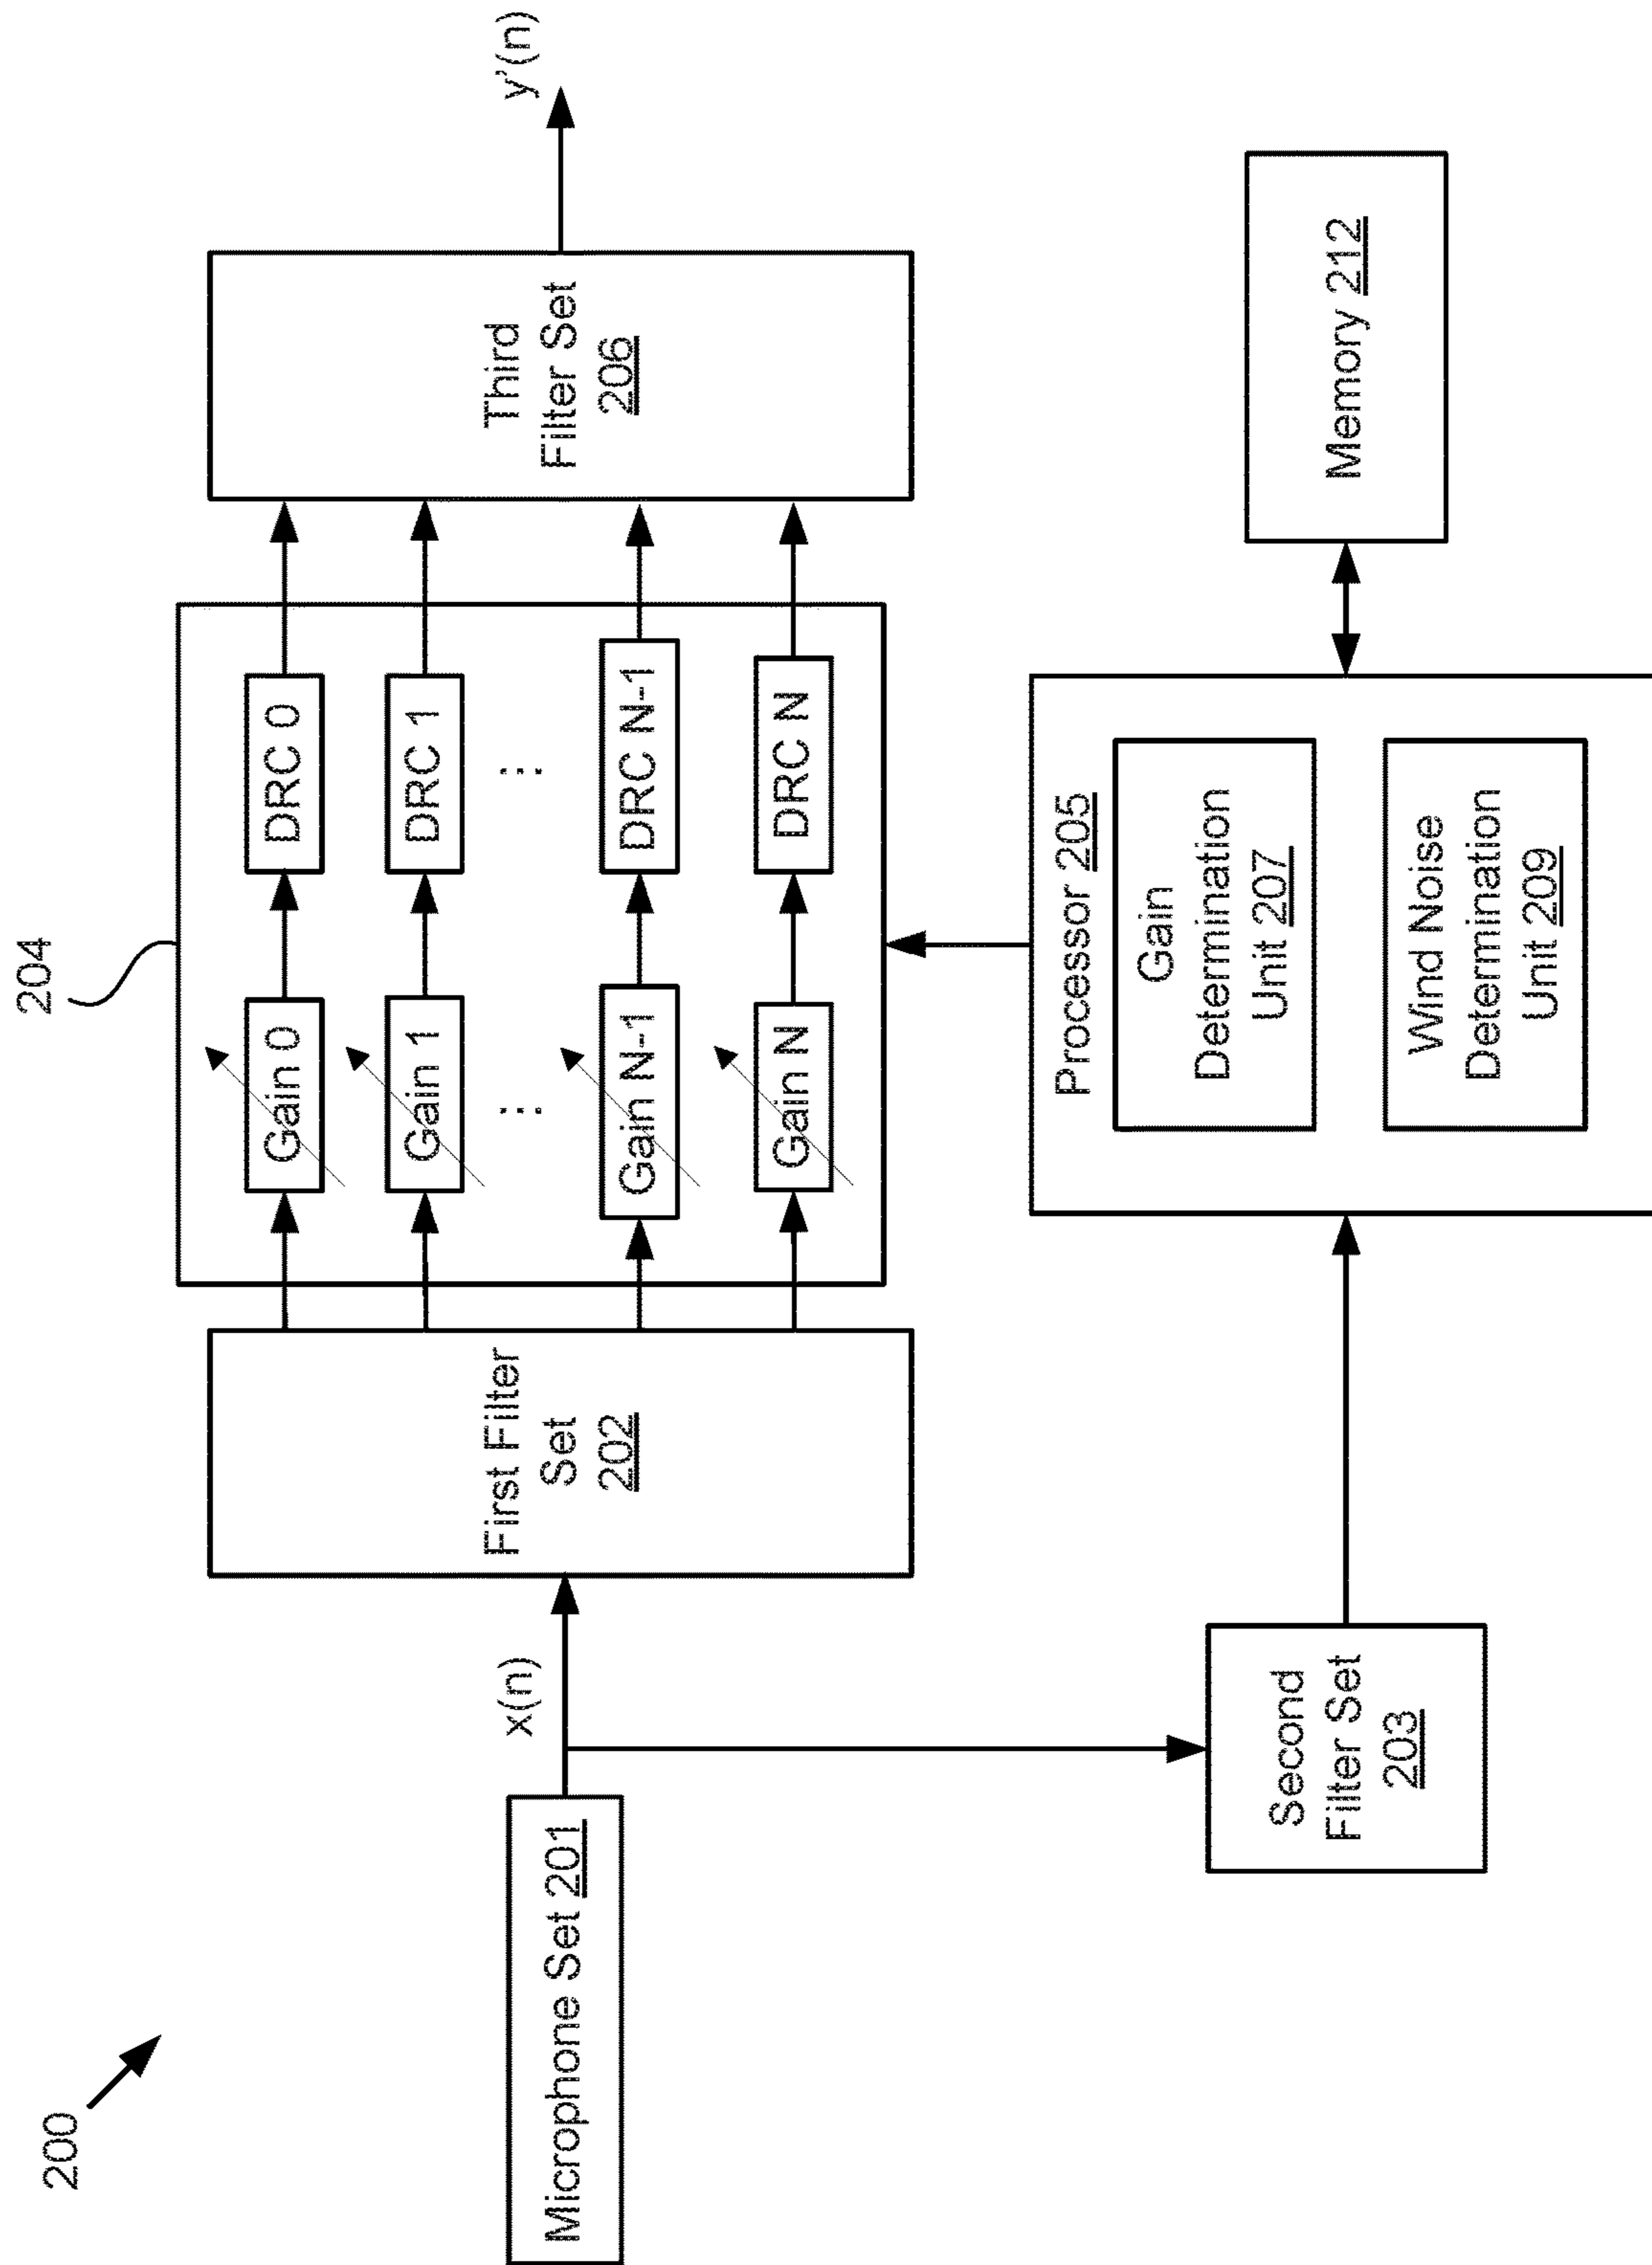 200
204
Microphone Set 201
x(n)
First Filter
Set
202
Gain 0
DRC 0
Gain 1
DRC 1
...
...
Gain N-1
DRC N-1
Gain N
DRC N
Third
Filter Set
206
y'(n)
Second
Filter Set
203
Processor 205
Gain
Determination
Unit 207
Wind Noise
Determination
Unit 209
Memory 212